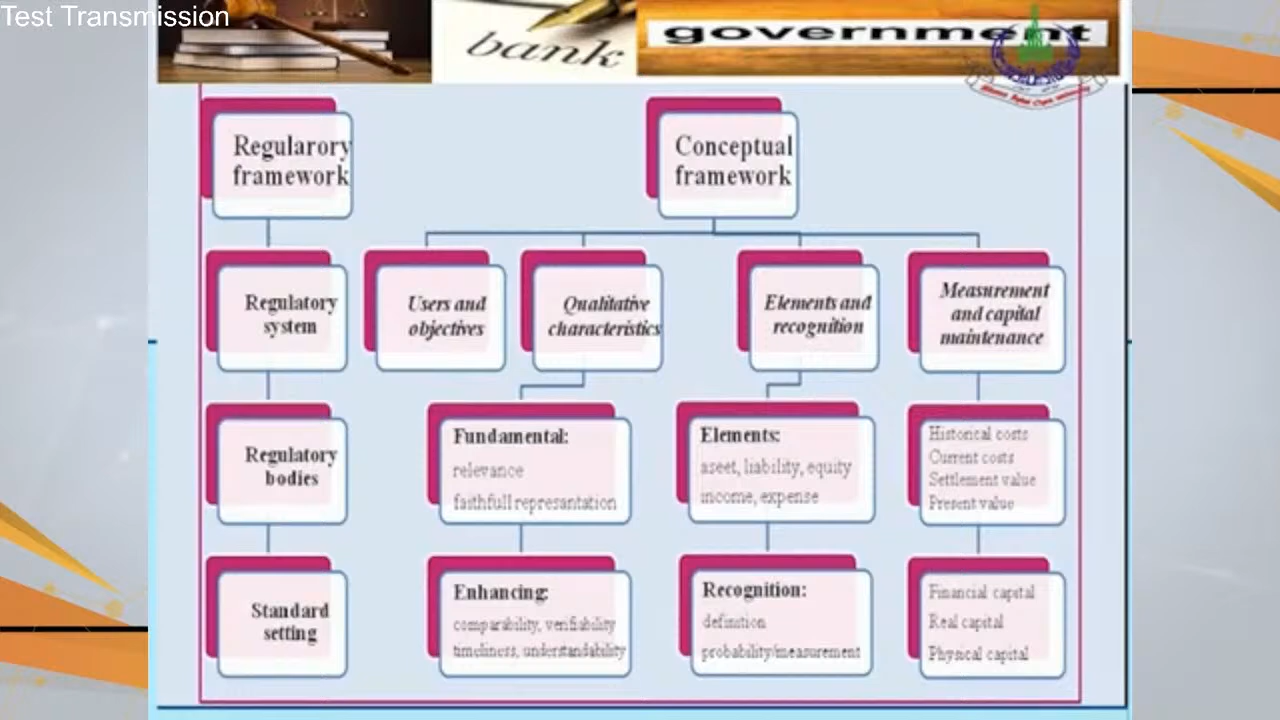 Test Transmission
bank
government
Regularory
framework
Conceptual
framework
Regulatory
system
Users and
objectives
Qualitative
characteristics
Elements and
recognition
Measurement
and capital
maintenance
Regulatory
bodies
Fundamental:
relevance
faithfull represantation
Elements:
aseet, liability, equity
income, expense
Historical costs
Current costs
Settlement value
Present value
Standard
setting
Enhancing:
comparability, verifiability
timeliness, understandability
Recognition:
definition
probability/measurement
Financial capital
Real capital
Physical capital